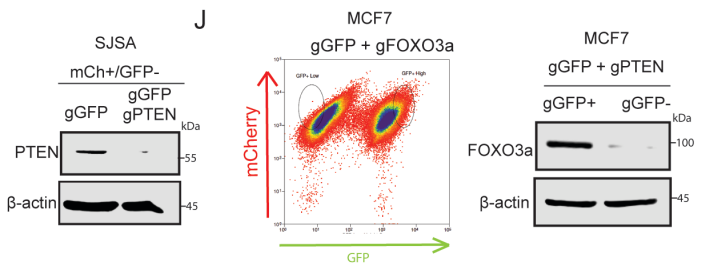 J
SJSA
mCh+/GFP-
gGFP
gGFP
gPTEN
kDa
PTEN
55
β-actin
45
MCF7
gGFP + gFOXO3a
mCherry
GFP+ Low
GFP+ High
GFP
MCF7
gGFP + gPTEN
gGFP+
gGFP-
kDa
FOXO3a
100
β-actin
45